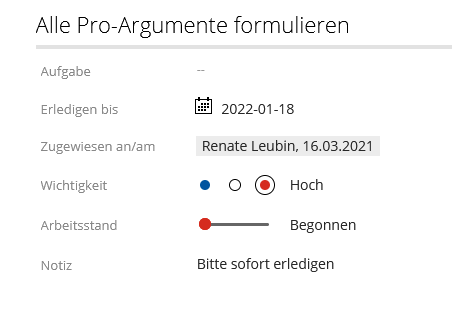 Alle Pro-Argumente formulieren
Aufgabe --
Erledigen bis 2022-01-18
Zugewiesen an/am Renate Leubin, 16.03.2021
Wichtigkeit Hoch
Arbeitsstand Begonnen
Notiz Bitte sofort erledigen